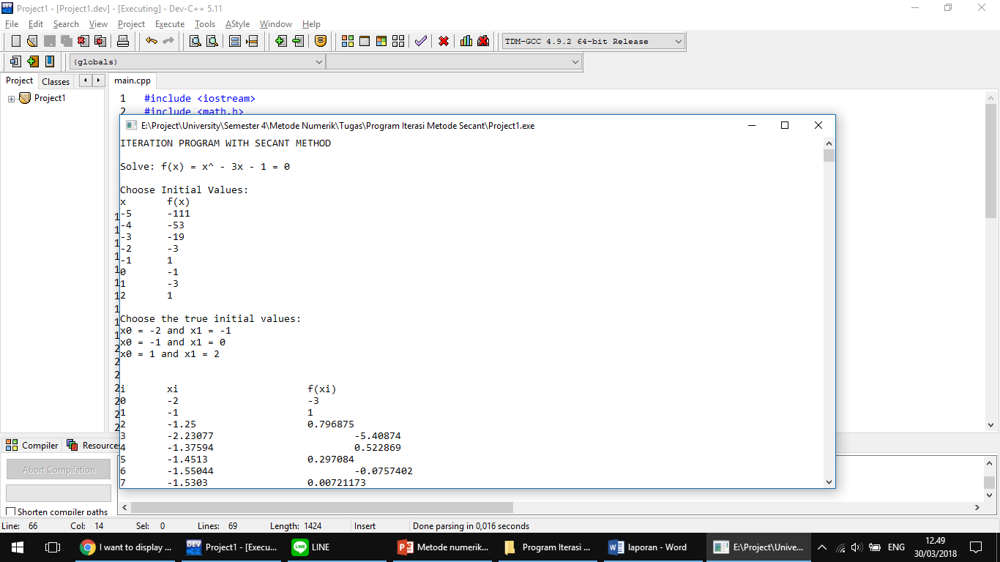 Project1 - [Project1.dev] - [Executing] - Dev-C++ 5.11
File Edit Search View Project Execute Tools AStyle Window Help
TDM-GCC 4.9.2 64-bit Release
(globals)
Project Classes main.cpp
Project1
1 #include <iostream>
2 #include <math.h>
E:\Project\University\Semester 4\Metode Numerik\Tugas\Program Iterasi Metode Secant\Project1.exe
ITERATION PROGRAM WITH SECANT METHOD
Solve: f(x) = x^ - 3x - 1 = 0
Choose Initial Values:
x f(x)
-5 -111
-4 -53
-3 -19
-2 -3
-1 1
0 -1
1 -3
2 1
Choose the true initial values:
x0 = -2 and x1 = -1
x0 = -1 and x1 = 0
x0 = 1 and x1 = 2
i xi f(xi)
0 -2 -3
1 -1 1
2 -1.25 0.796875
3 -2.23077 -5.40874
4 -1.37594 0.522869
5 -1.4513 0.297084
6 -1.55044 -0.0757402
7 -1.5303 0.00721173
Compiler Resources
Abort Compilation
Shorten compiler paths
Line: 66 Col: 14 Sel: 0 Lines: 69 Length: 1424 Insert Done parsing in 0,016 seconds
I want to display ... Project1 - [Execu... LINE Metode numerik... Program Iterasi ... laporan - Word E:\Project\Unive... ENG 12.49
30/03/2018